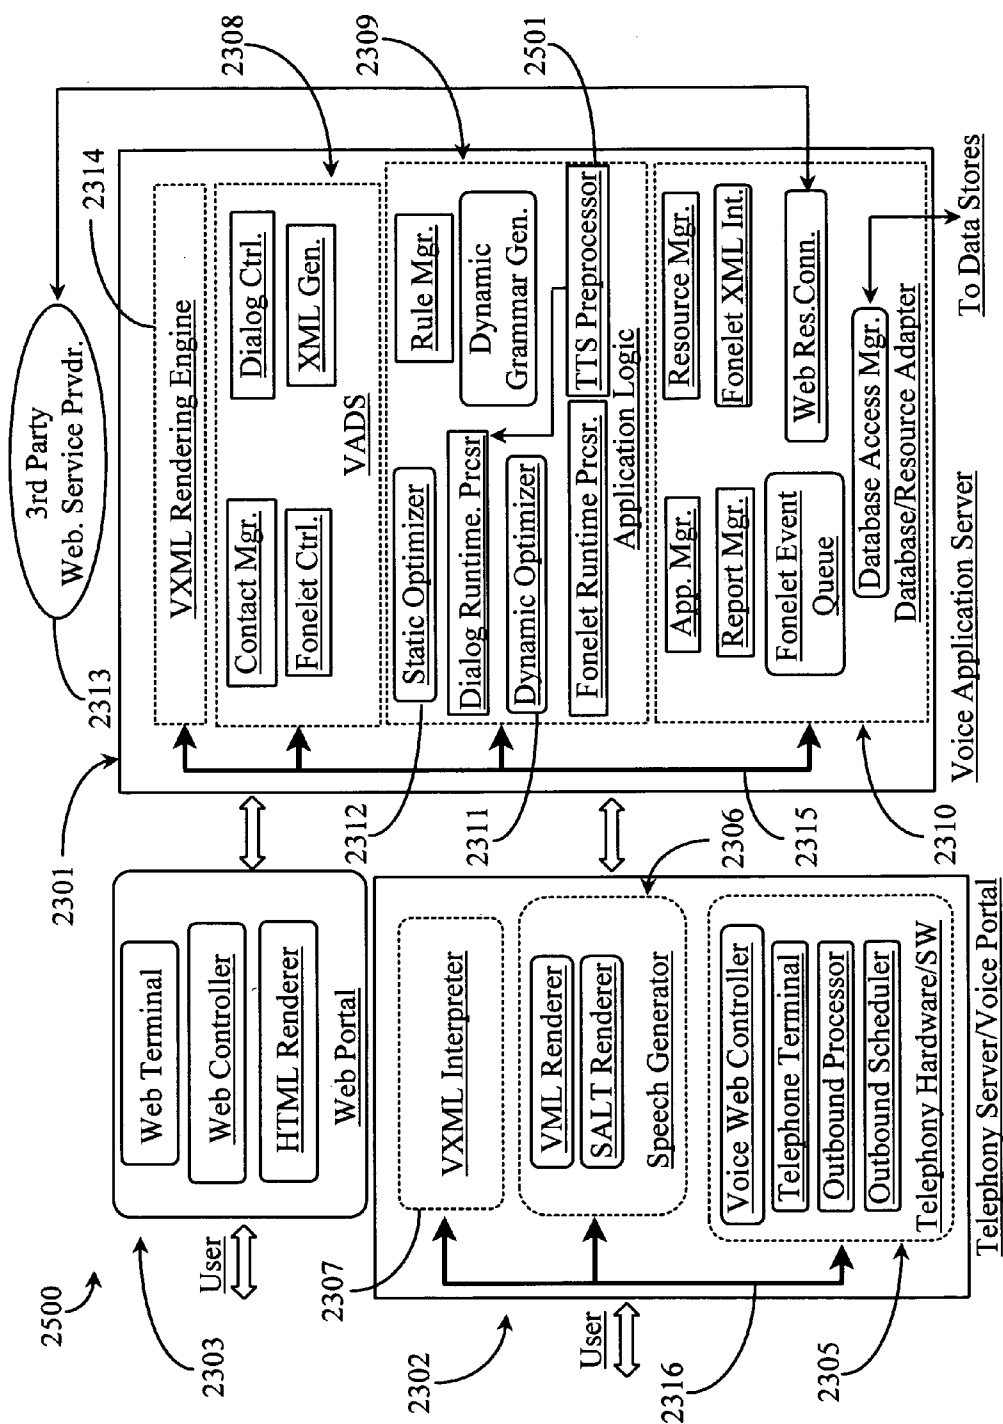 2500
2303
User
Web Terminal
Web Controller
HTML Renderer
Web Portal
2301
2313
3rd Party
Web. Service Prvdr.
2314
VXML Rendering Engine
Contact Mgr.
Dialog Ctrl.
Fonelet Ctrl.
XML Gen.
VADS
2308
2309
2501
2312
Static Optimizer
Rule Mgr.
Dialog Runtime. Prcsr
Dynamic
Grammar Gen.
2311
Dynamic Optimizer
Fonelet Runtime Prcsr.
TTS Preprocessor
Application Logic
App. Mgr.
Resource Mgr.
Report Mgr.
Fonelet XML Int.
Fonelet Event
Queue
Web Res.Conn.
Database Access Mgr.
Database/Resource Adapter
2315
2310
Voice Application Server
To Data Stores
2302
User
2307
VXML Interpreter
2306
VML Renderer
SALT Renderer
Speech Generator
Voice Web Controller
Telephone Terminal
Outbound Processor
Outbound Scheduler
Telephony Hardware/SW
2316
2305
Telephony Server/Voice Portal